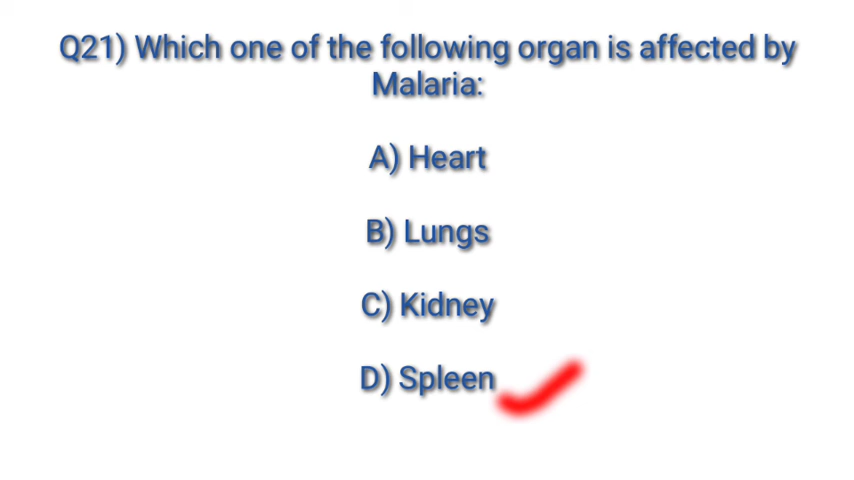 Q21) Which one of the following organ is affected by
Malaria:
A) Heart
B) Lungs
C) Kidney
D) Spleen